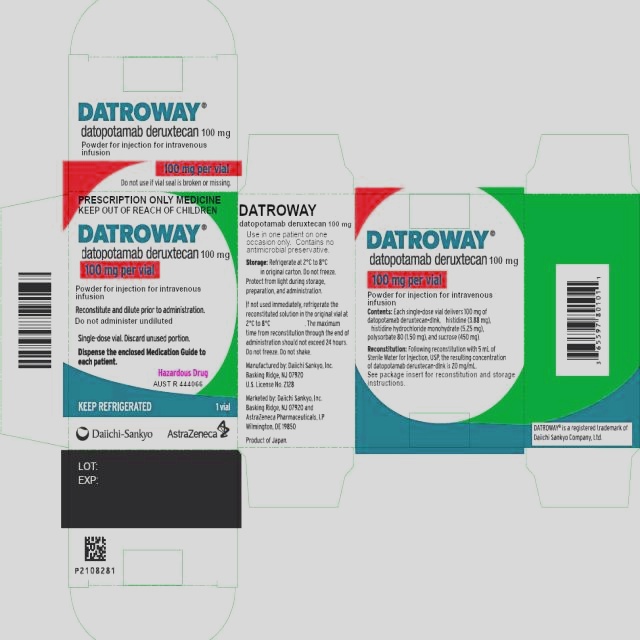 DATROWAY®
datopotamab deruxtecan 100 mg
Powder for injection for intravenous
infusion
100 mg per vial
Do not use if vial seal is broken or missing.
PRESCRIPTION ONLY MEDICINE
KEEP OUT OF REACH OF CHILDREN
DATROWAY®
datopotamab deruxtecan 100 mg
100 mg per vial
Powder for injection for intravenous
infusion
Reconstitute and dilute prior to administration.
Do not administer undiluted
Single-dose vial. Discard unused portion.
Dispense the enclosed Medication Guide to
each patient.
Hazardous Drug
AUST R 444066
KEEP REFRIGERATED
1 vial
Daiichi-Sankyo
AstraZeneca
LOT:
EXP:
P2108281
DATROWAY
datopotamab deruxtecan 100 mg
Use in one patient on one
occasion only. Contains no
antimicrobial preservative.
Storage: Refrigerate at 2°C to 8°C
in original carton. Do not freeze.
Protect from light during storage,
preparation, and administration.
If not used immediately, refrigerate the
reconstituted solution in the original vial at
2°C to 8°C . The maximum
time from reconstitution through the end of
administration should not exceed 24 hours.
Do not freeze. Do not shake.
Manufactured by: Daiichi Sankyo, Inc.
Basking Ridge, NJ 07920
U.S. License No. 2128
Marketed by: Daiichi Sankyo, Inc.
Basking Ridge, NJ 07920 and
AstraZeneca Pharmaceuticals, LP
Wilmington, DE 19850
Product of Japan
DATROWAY®
datopotamab deruxtecan 100 mg
100 mg per vial
Powder for injection for intravenous
infusion
Contents: Each single-dose vial delivers 100 mg of
datopotamab deruxtecan-dlnk, histidine (3.88 mg),
histidine hydrochloride monohydrate (5.25 mg),
polysorbate 80 (1.50 mg), and sucrose (450 mg)
Reconstitution: Following reconstitution with 5 mL of
Sterile Water for Injection, USP, the resulting concentration
of datopotamab deruxtecan-dlnk is 20 mg/mL.
See package insert for reconstitution and storage
instructions.
3 65597 80101 1
DATROWAY® is a registered trademark of
Daiichi Sankyo Company, Ltd.